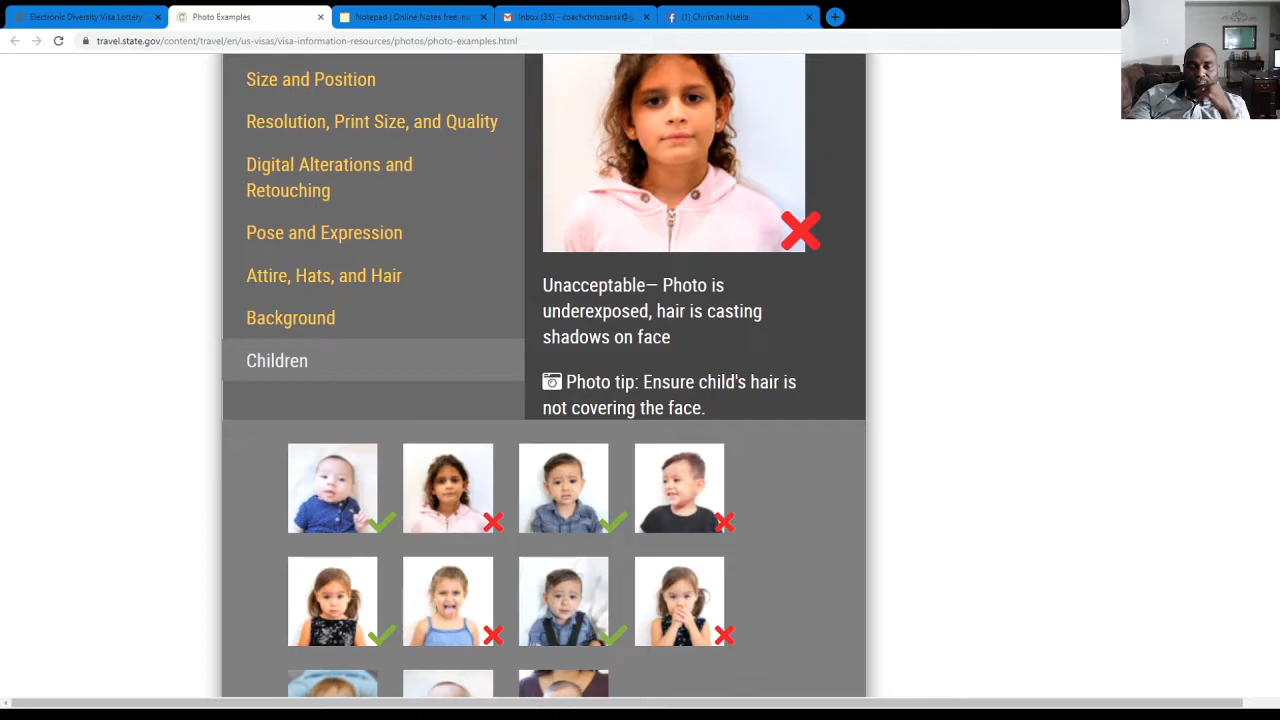 Electronic Diversity Visa Lottery
Photo Examples
Notepad | Online Notes free, nu
Inbox (35) - coachchristiansk@g
(1) Christian Nseka
travel.state.gov/content/travel/en/us-visas/visa-information-resources/photos/photo-examples.html
Size and Position
Resolution, Print Size, and Quality
Digital Alterations and
Retouching
Pose and Expression
Attire, Hats, and Hair
Background
Children
Unacceptable— Photo is
underexposed, hair is casting
shadows on face
Photo tip: Ensure child's hair is
not covering the face.